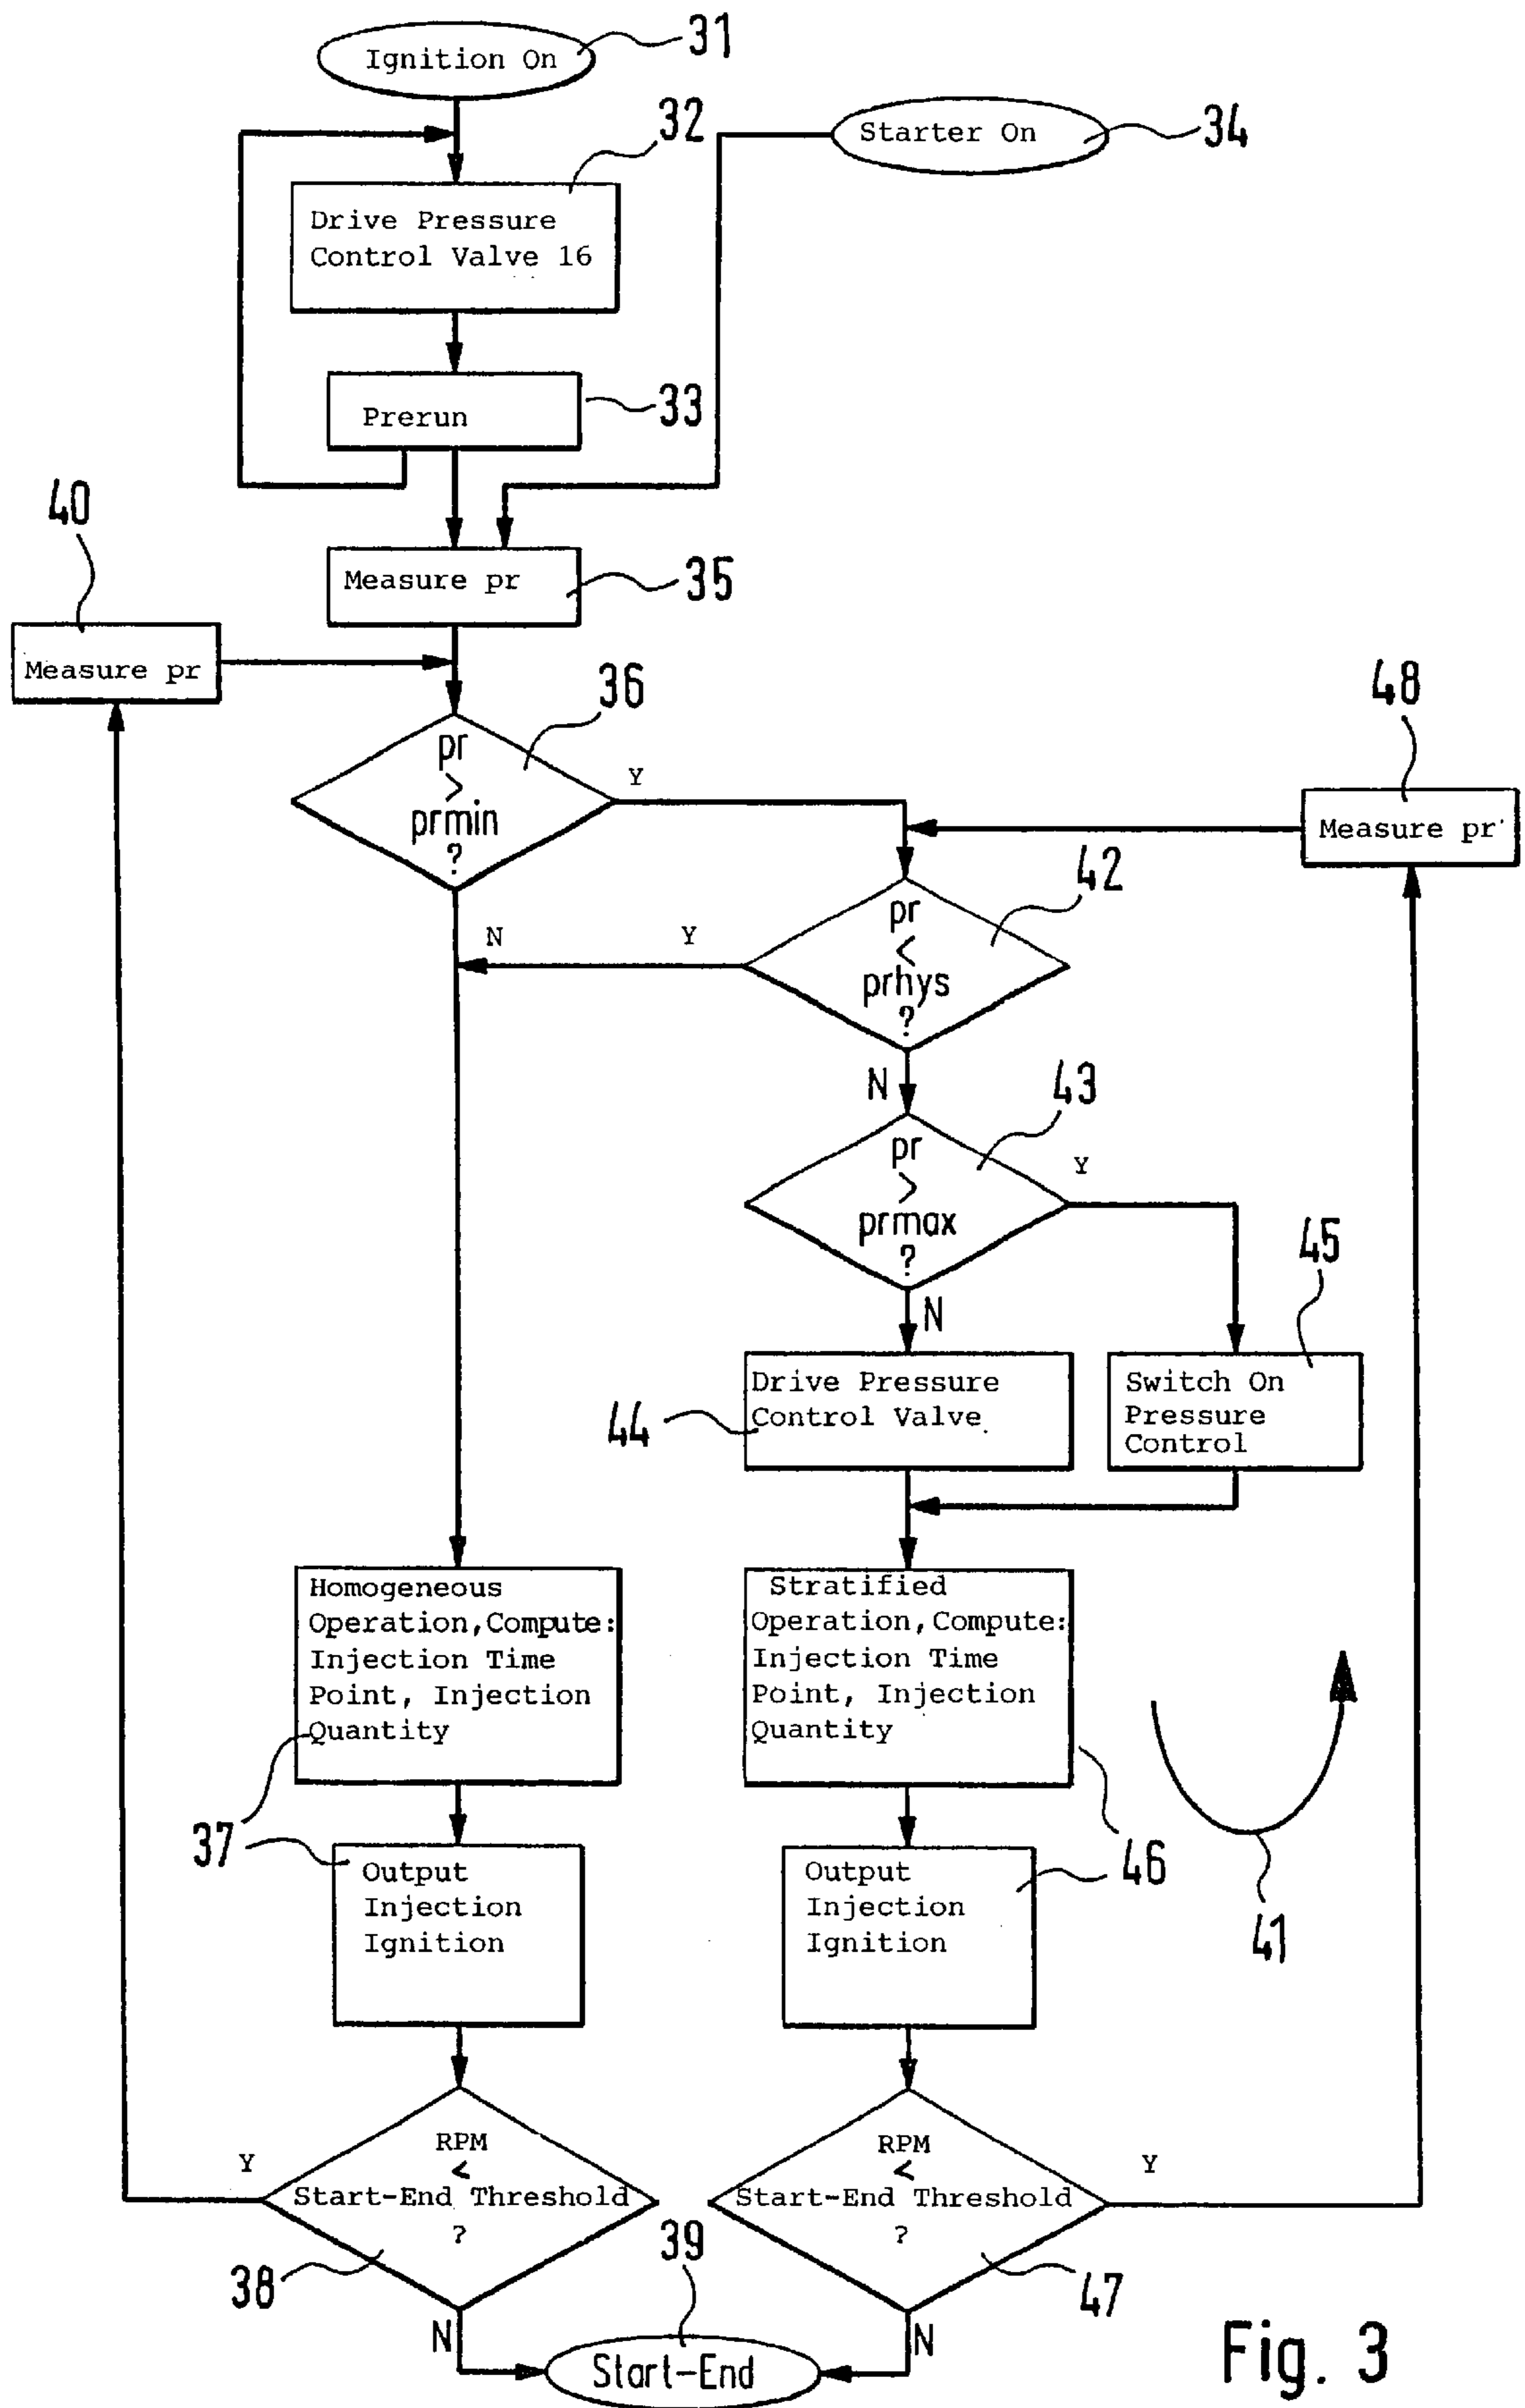 Ignition On
31
Starter On
34
32
Drive Pressure
Control Valve 16
Prerun
33
40
Measure pr
35
Measure pr
36
pr
>
prmin
?
Y
48
Measure pr'
42
pr
<
prhys
?
N
Y
N
43
pr
>
prmax
?
Y
45
N
Drive Pressure
Control Valve.
44
Switch On
Pressure
Control
Homogeneous
Operation, Compute:
Injection Time
Point, Injection
Quantity
Stratified
Operation, Compute:
Injection Time
Point, Injection
Quantity
37
Output
Injection
Ignition
Output
Injection
Ignition
46
41
Y
RPM
<
Start-End Threshold
?
RPM
<
Start-End Threshold
?
Y
38
39
47
N
Start-End
N
Fig. 3